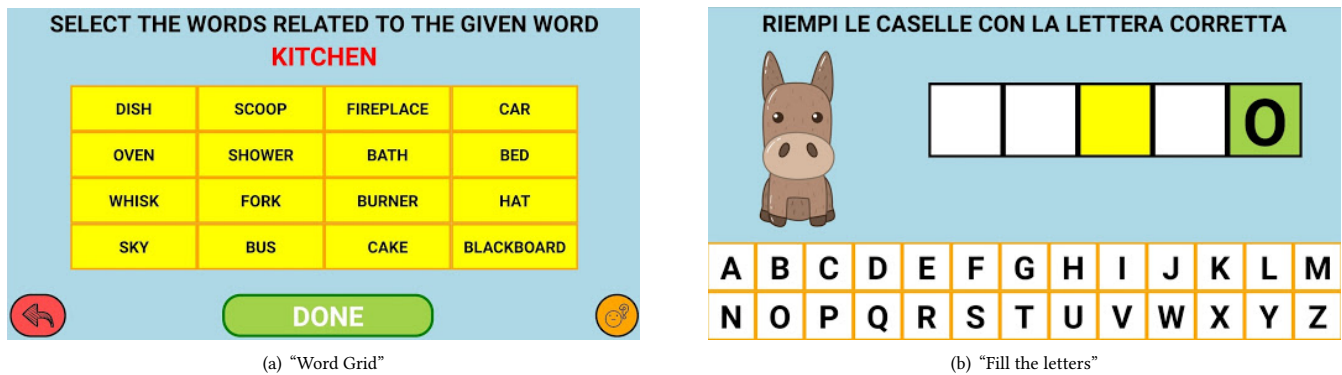 SELECT THE WORDS RELATED TO THE GIVEN WORD
KITCHEN
DISH SCOOP FIREPLACE CAR
OVEN SHOWER BATH BED
WHISK FORK BURNER HAT
SKY BUS CAKE BLACKBOARD
DONE
(a) “Word Grid”
RIEMPI LE CASELLE CON LA LETTERA CORRETTA
O
A B C D E F G H I J K L M
N O P Q R S T U V W X Y Z
(b) “Fill the letters”